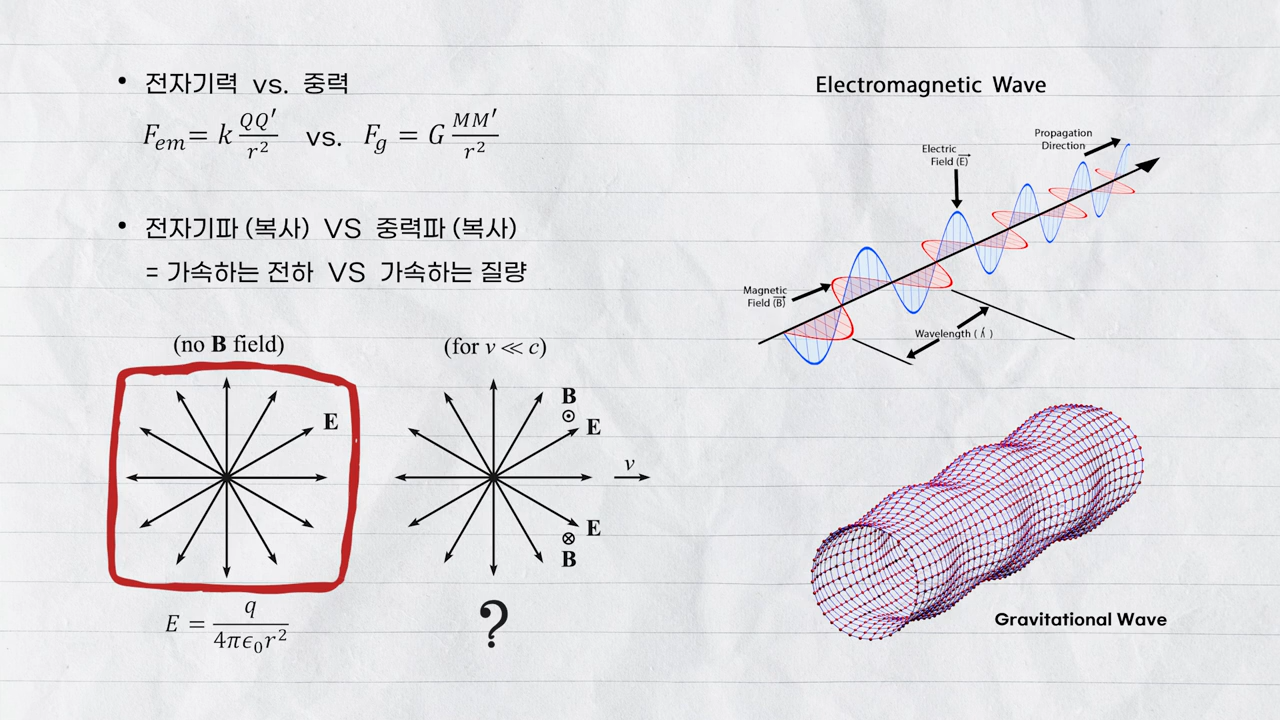 • 전자기력 vs. 중력
F_em = k QQ′/r² vs. F_g = G MM′/r²
• 전자기파 (복사) VS 중력파 (복사)
= 가속하는 전하 VS 가속하는 질량
(no B field)
E
E = q/4πϵ₀r²
(for v ≪ c)
B
⊙
E
v
E
⊗
B
?
Electromagnetic Wave
Propagation
Direction
Electric
Field (E)
Magnetic
Field (B)
Wavelength ( λ )
Gravitational Wave